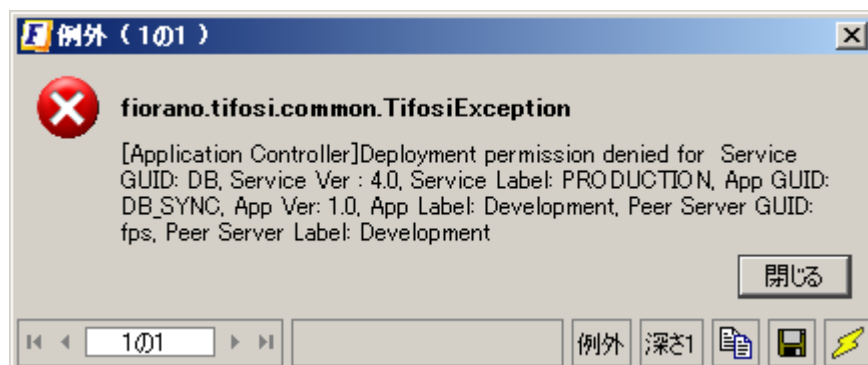 例外（1の1）
fiorano.tifosi.common.TifosiException
[Application Controller]Deployment permission denied for  Service
GUID: DB, Service Ver : 4.0, Service Label: PRODUCTION, App GUID:
DB_SYNC, App Ver: 1.0, App Label: Development, Peer Server GUID:
fps, Peer Server Label: Development
閉じる
1の1 例外 深さ1